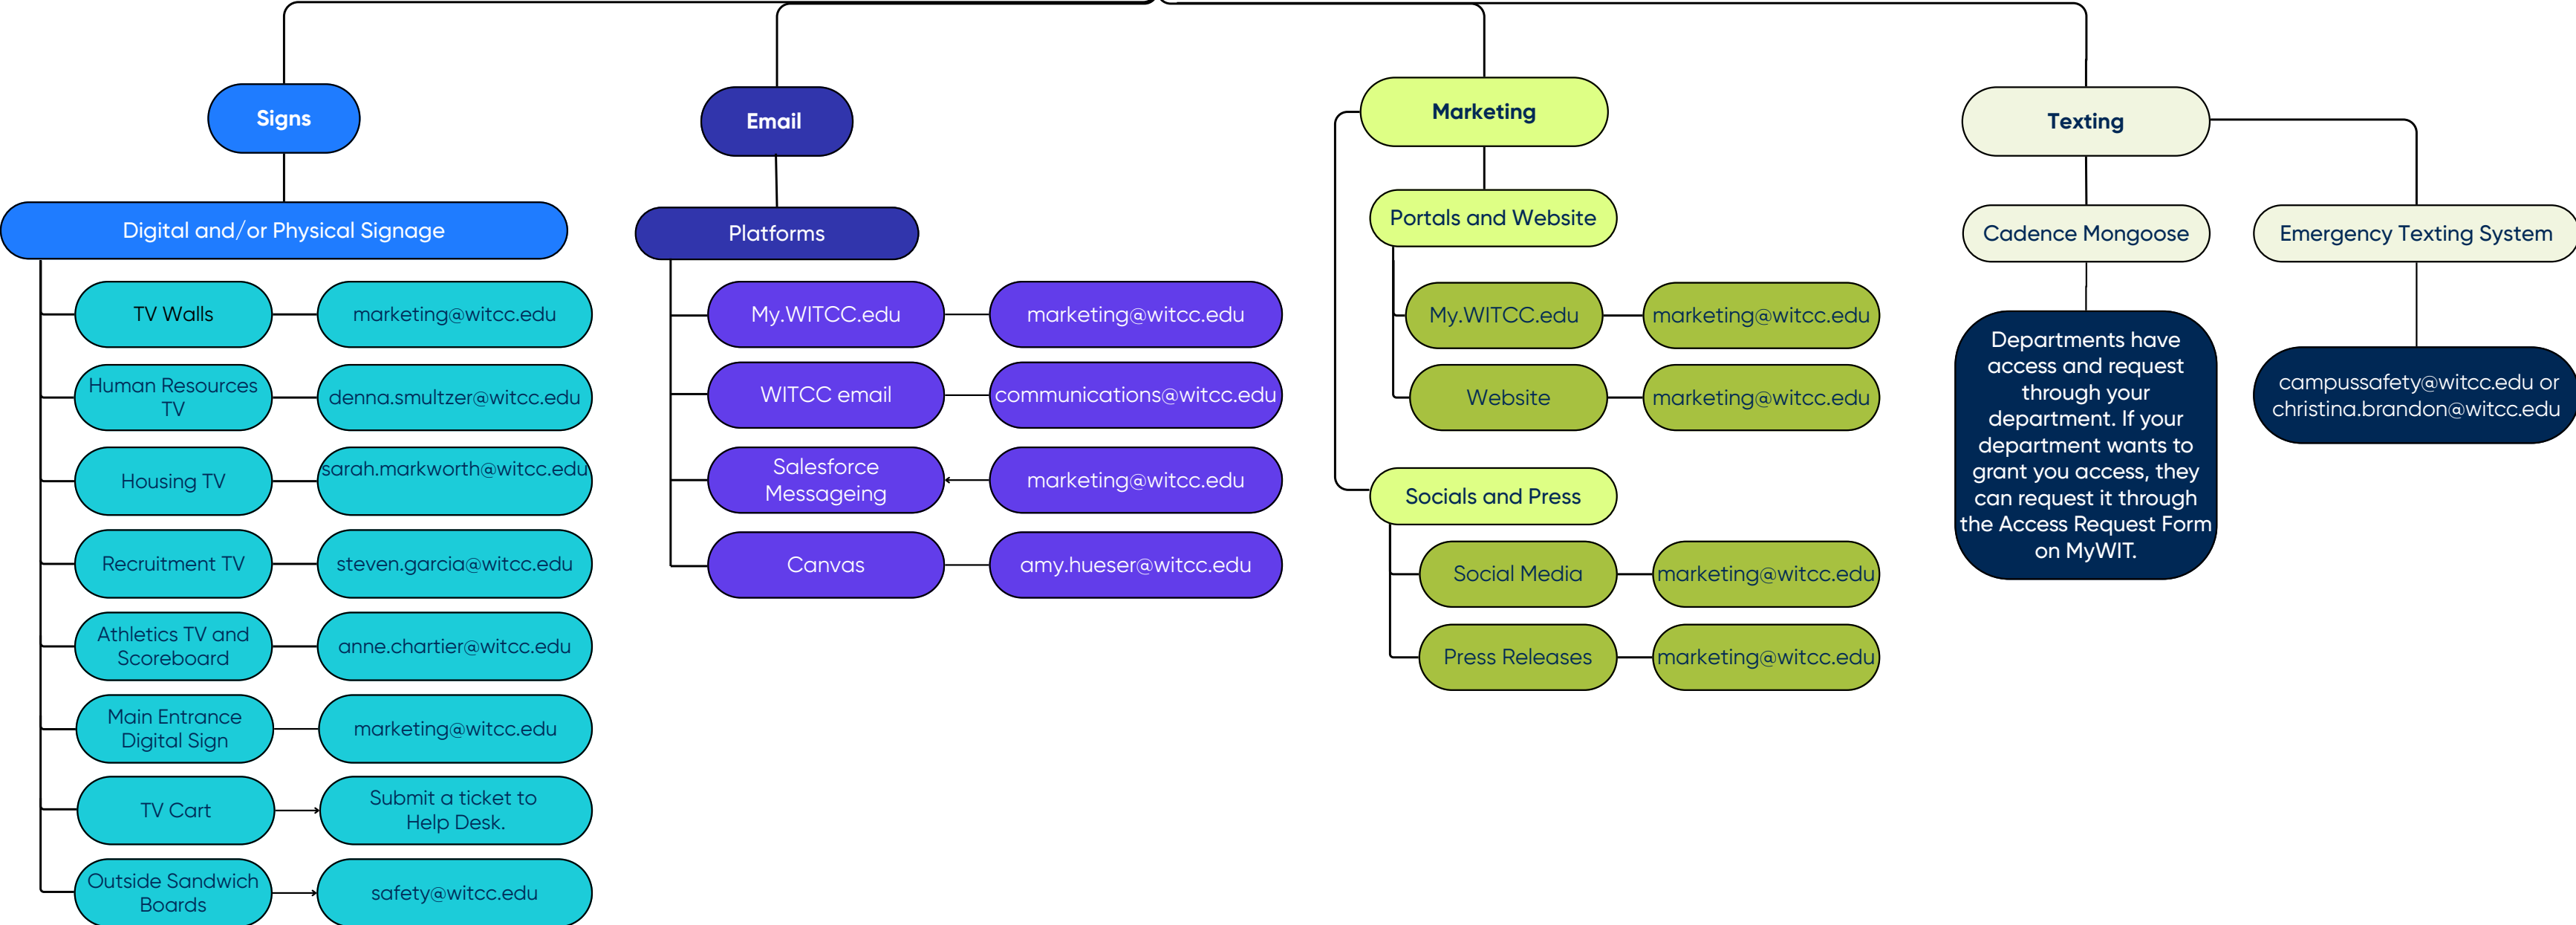 Signs
Digital and/or Physical Signage
TV Walls
marketing@witcc.edu
Human Resources
TV
denna.smultzer@witcc.edu
Housing TV
sarah.markworth@witcc.edu
Recruitment TV
steven.garcia@witcc.edu
Athletics TV and
Scoreboard
anne.chartier@witcc.edu
Main Entrance
Digital Sign
marketing@witcc.edu
TV Cart
Submit a ticket to
Help Desk.
Outside Sandwich
Boards
safety@witcc.edu
Email
Platforms
My.WITCC.edu
marketing@witcc.edu
WITCC email
communications@witcc.edu
Salesforce
Messageing
marketing@witcc.edu
Canvas
amy.hueser@witcc.edu
Marketing
Portals and Website
My.WITCC.edu
marketing@witcc.edu
Website
marketing@witcc.edu
Socials and Press
Social Media
marketing@witcc.edu
Press Releases
marketing@witcc.edu
Texting
Cadence Mongoose
Departments have
access and request
through your
department. If your
department wants to
grant you access, they
can request it through
the Access Request Form
on MyWIT.
Emergency Texting System
campussafety@witcc.edu or
christina.brandon@witcc.edu